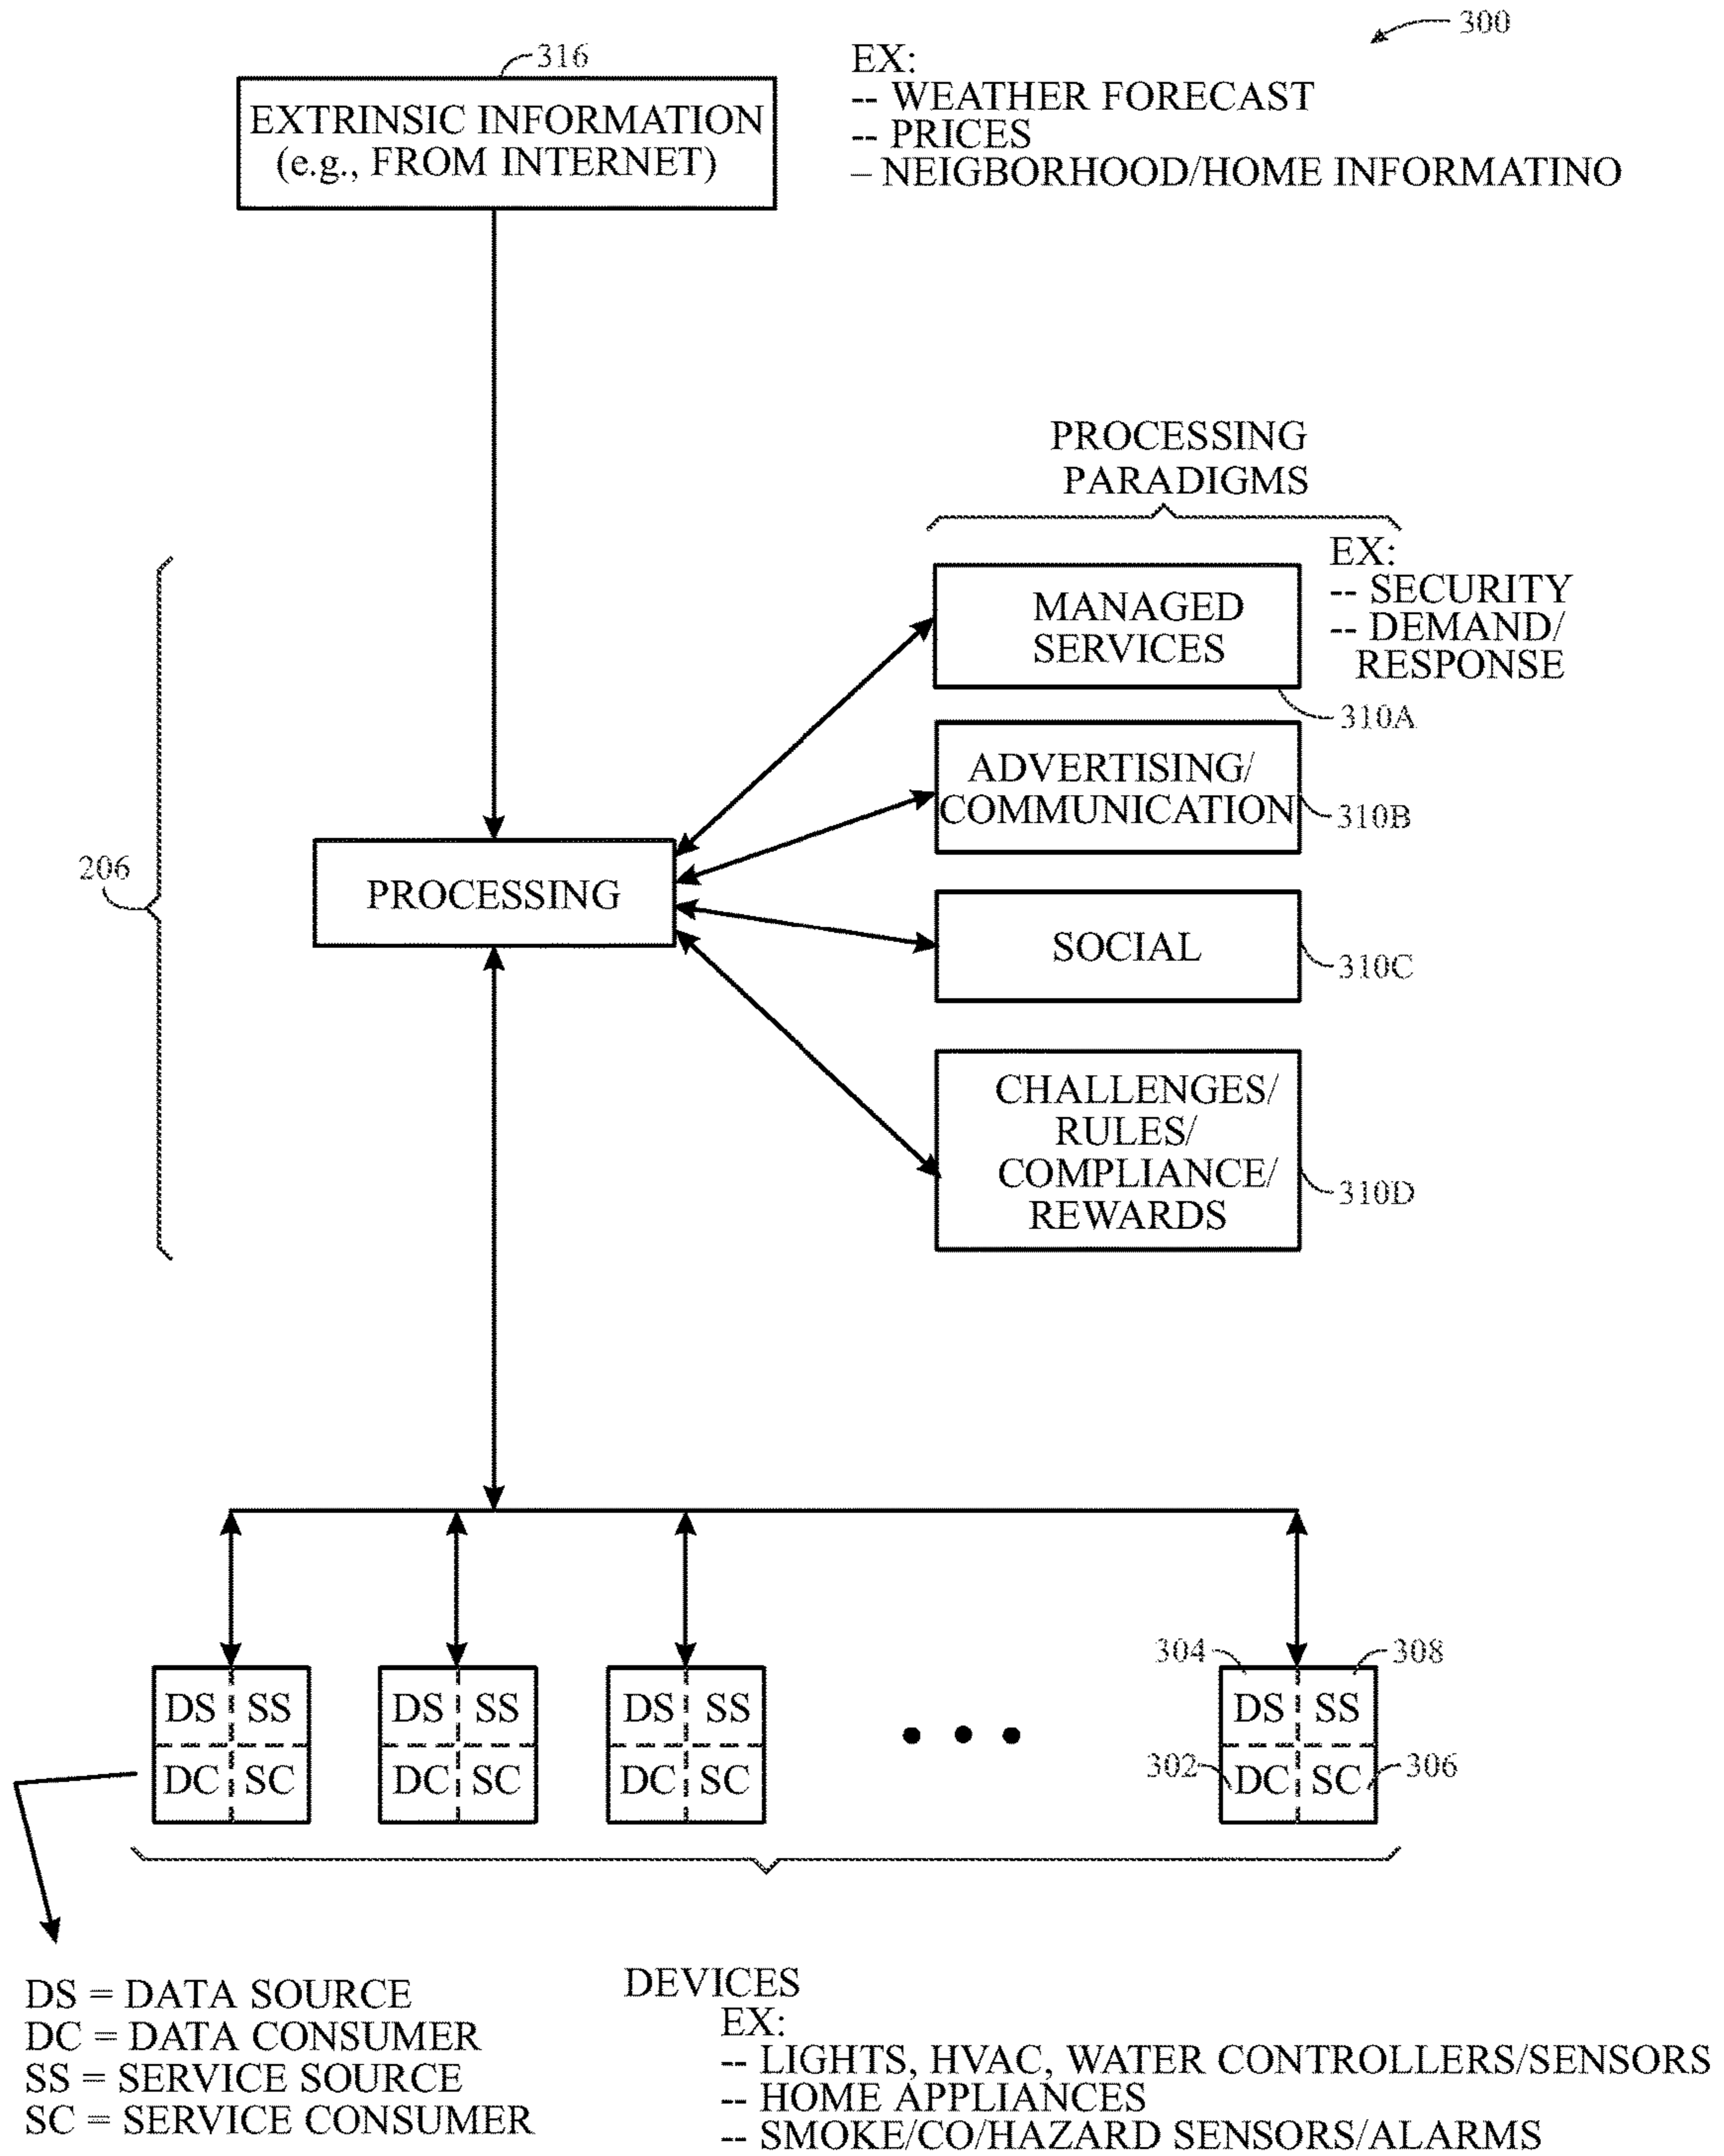 300
316
EXTRINSIC INFORMATION
(e.g., FROM INTERNET)
EX:
-- WEATHER FORECAST
-- PRICES
– NEIGBORHOOD/HOME INFORMATINO
PROCESSING
PARADIGMS
MANAGED
SERVICES
EX:
-- SECURITY
-- DEMAND/
RESPONSE
310A
ADVERTISING/
COMMUNICATION
310B
206
PROCESSING
SOCIAL
310C
CHALLENGES/
RULES/
COMPLIANCE/
REWARDS
310D
304
308
DS SS
DC SC
DS SS
DC SC
DS SS
DC SC
• • •
DS SS
DC SC
302
306
DS = DATA SOURCE
DC = DATA CONSUMER
SS = SERVICE SOURCE
SC = SERVICE CONSUMER
DEVICES
EX:
-- LIGHTS, HVAC, WATER CONTROLLERS/SENSORS
-- HOME APPLIANCES
-- SMOKE/CO/HAZARD SENSORS/ALARMS